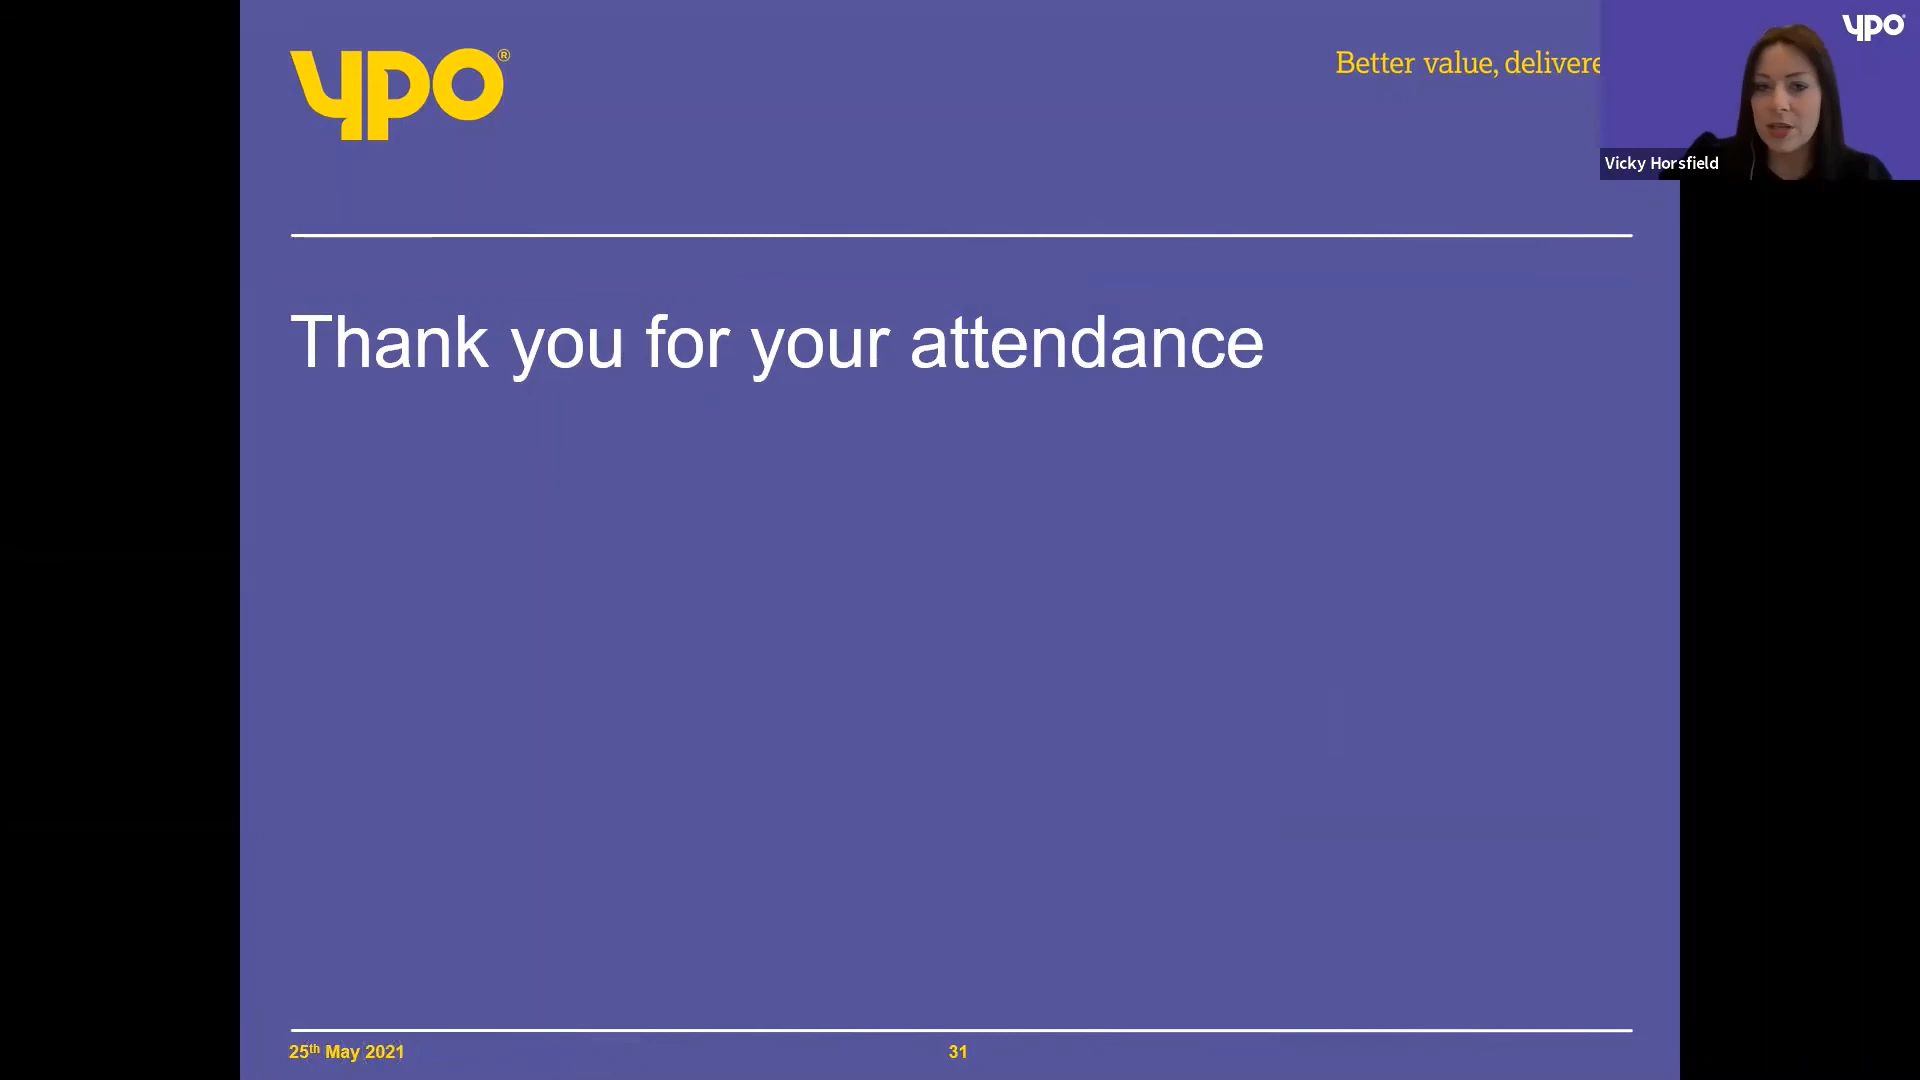 ypo®
Better value, delivere
ypo
Vicky Horsfield
Thank you for your attendance
25th May 2021
31